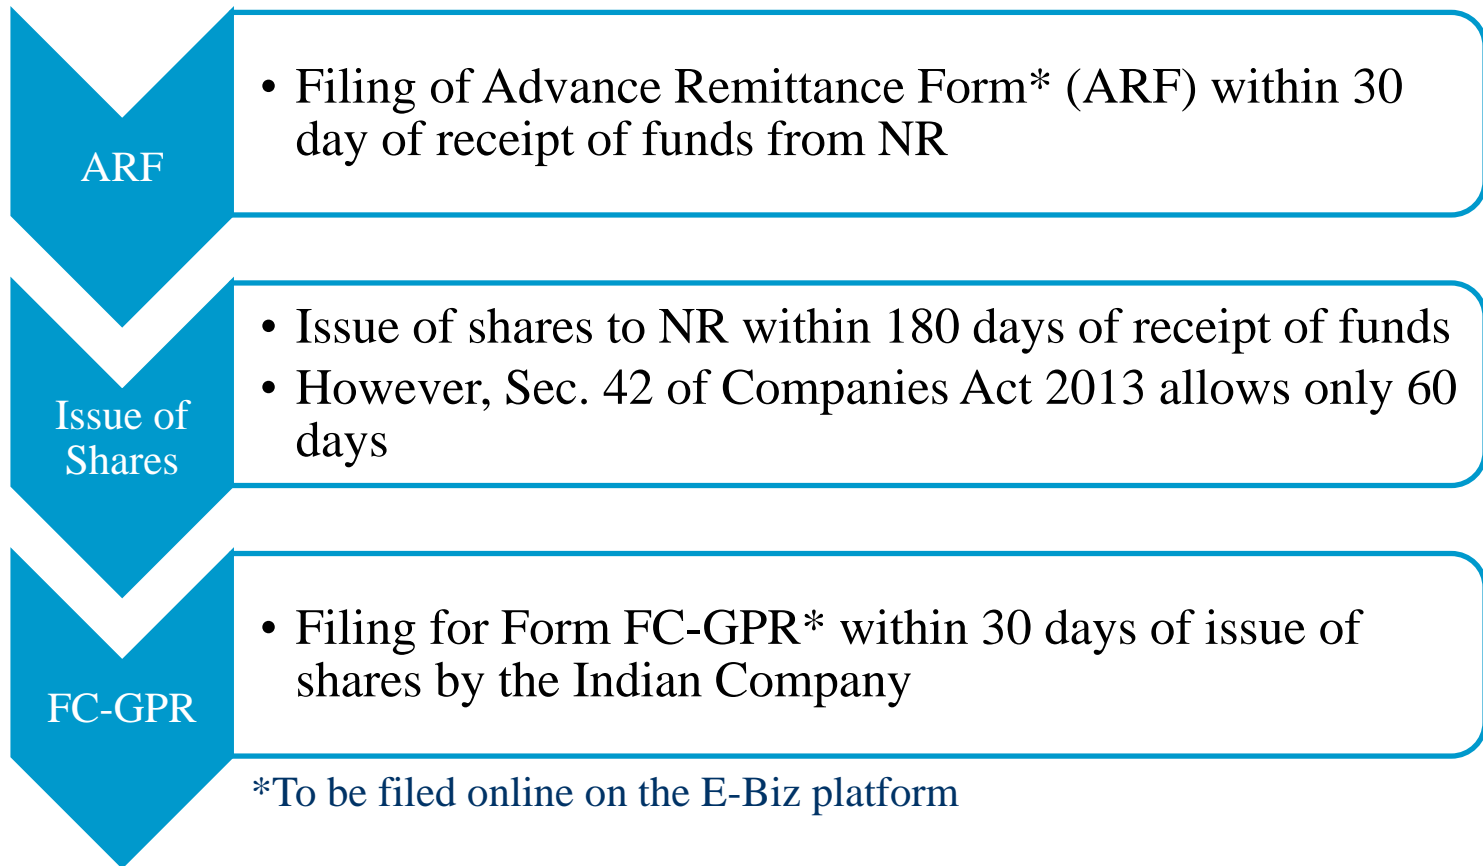 ARF
• Filing of Advance Remittance Form* (ARF) within 30
day of receipt of funds from NR
Issue of
Shares
• Issue of shares to NR within 180 days of receipt of funds
• However, Sec. 42 of Companies Act 2013 allows only 60
days
FC-GPR
• Filing for Form FC-GPR* within 30 days of issue of
shares by the Indian Company
*To be filed online on the E-Biz platform